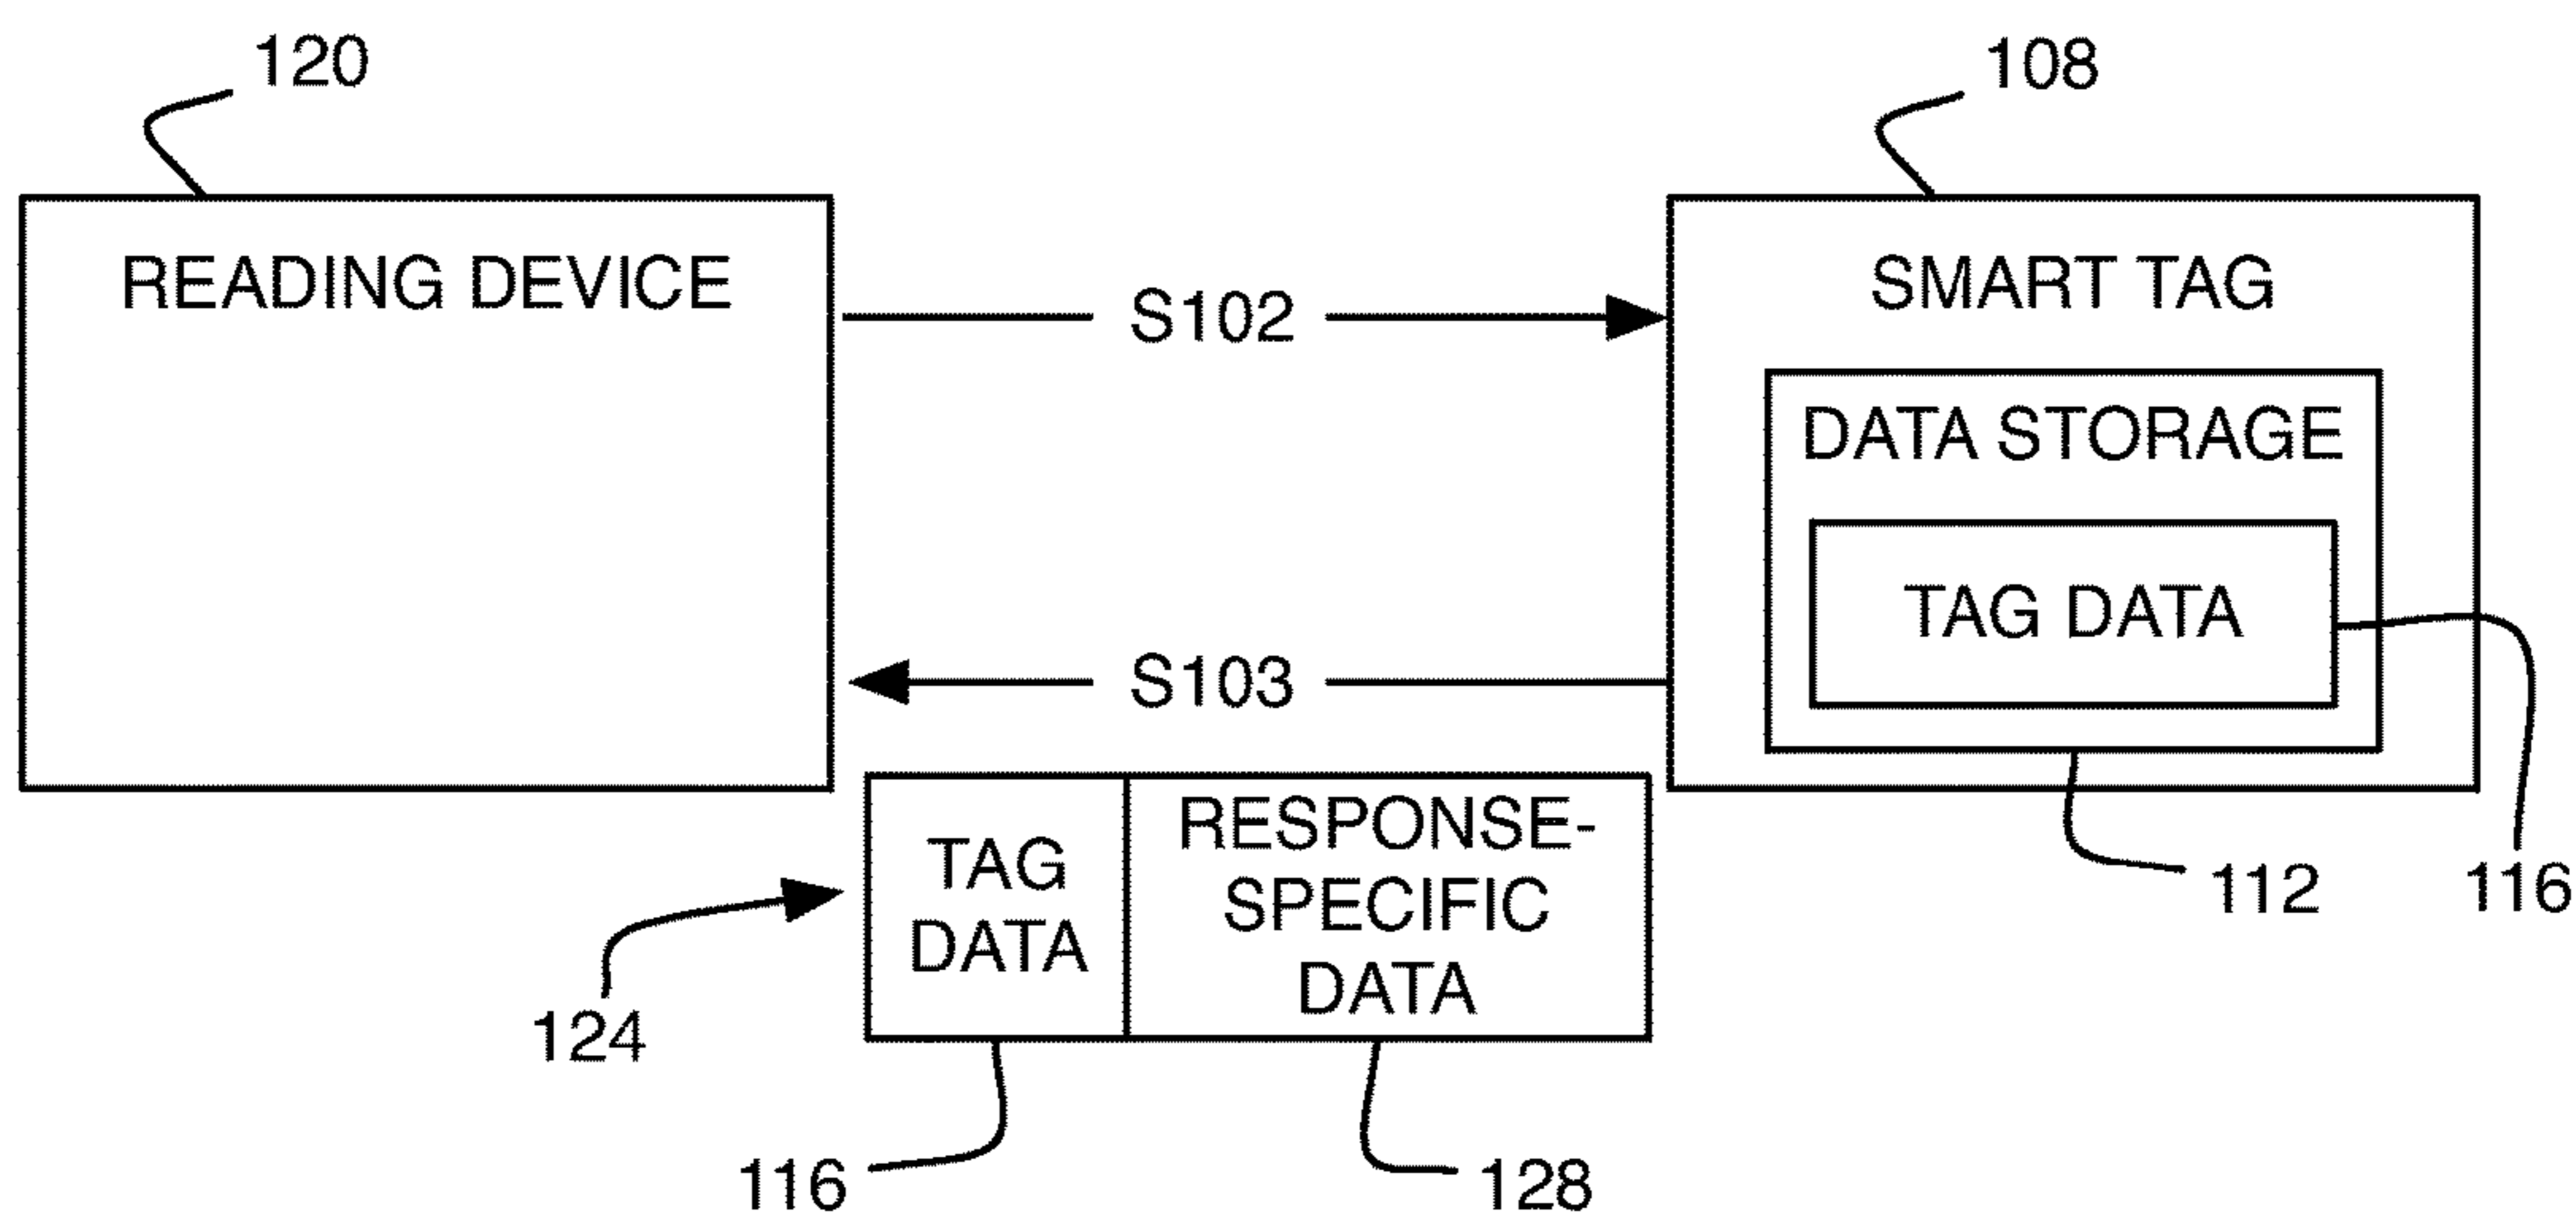 120
108
READING DEVICE
SMART TAG
S102
DATA STORAGE
TAG DATA
S103
TAG
DATA
RESPONSE-
SPECIFIC
DATA
112
116
124
116
128